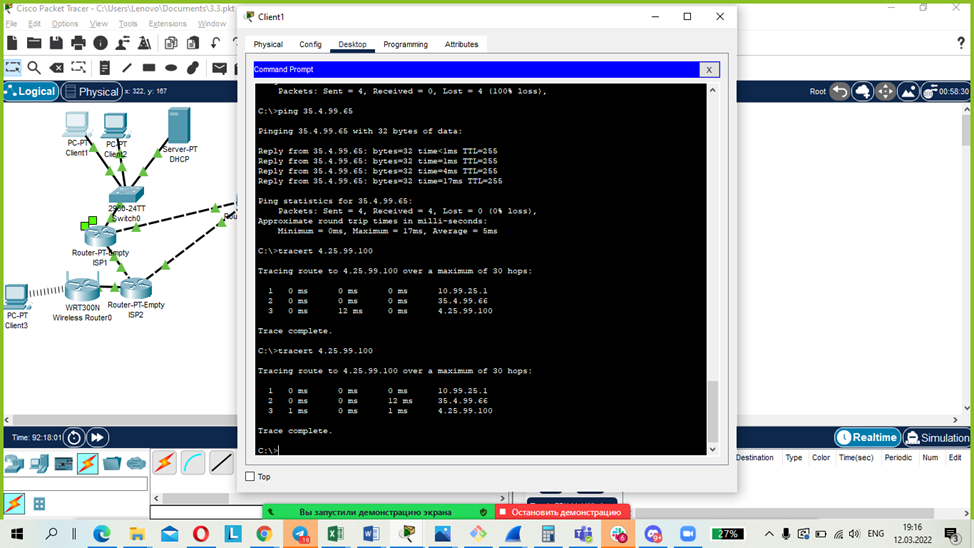 Cisco Packet Tracer - C:\Users\Lenovo\Documents\3.3.pkt
File Edit Options View Tools Extensions Window
Logical Physical x: 322, y: 167
Root 00:58:30
PC-PT
Client1
PC-PT
Client2
Server-PT
DHCP
2950-24TT
Switch0
Router-PT-Empty
ISP1
PC-PT
Client3
WRT300N
Wireless Router0
Router-PT-Empty
ISP2
Client1
Physical Config Desktop Programming Attributes
Command Prompt X
Packets: Sent = 4, Received = 0, Lost = 4 (100% loss),
C:\>ping 35.4.99.65
Pinging 35.4.99.65 with 32 bytes of data:
Reply from 35.4.99.65: bytes=32 time<1ms TTL=255
Reply from 35.4.99.65: bytes=32 time=1ms TTL=255
Reply from 35.4.99.65: bytes=32 time=4ms TTL=255
Reply from 35.4.99.65: bytes=32 time=17ms TTL=255
Ping statistics for 35.4.99.65:
Packets: Sent = 4, Received = 4, Lost = 0 (0% loss),
Approximate round trip times in milli-seconds:
Minimum = 0ms, Maximum = 17ms, Average = 5ms
C:\>tracert 4.25.99.100
Tracing route to 4.25.99.100 over a maximum of 30 hops:
1 0 ms 0 ms 0 ms 10.99.25.1
2 0 ms 0 ms 0 ms 35.4.99.66
3 0 ms 12 ms 0 ms 4.25.99.100
Trace complete.
C:\>tracert 4.25.99.100
Tracing route to 4.25.99.100 over a maximum of 30 hops:
1 0 ms 0 ms 0 ms 10.99.25.1
2 0 ms 0 ms 12 ms 35.4.99.66
3 1 ms 0 ms 1 ms 4.25.99.100
Trace complete.
C:\>
Top
Time: 92:18:01
Realtime Simulation
Destination Type Color Time(sec) Periodic Num Edit
Вы запустили демонстрацию экрана Остановить демонстрацию
27% ENG
19:16
12.03.2022